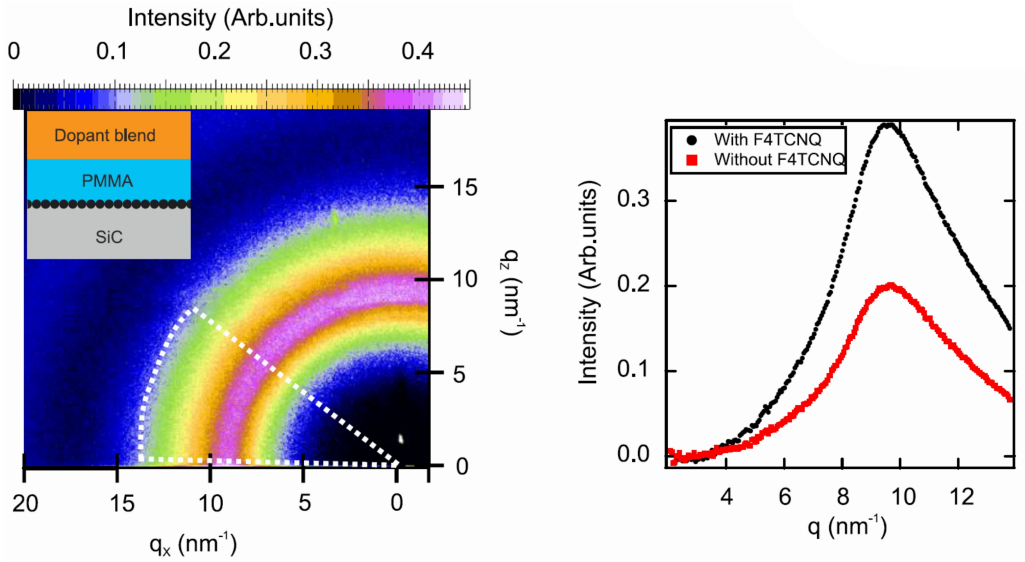 Intensity (Arb.units)
0 0.1 0.2 0.3 0.4
Dopant blend
PMMA
SiC
15
10
5
0
qz (nm-1)
20 15 10 5 0
qx (nm-1)
With F4TCNQ
Without F4TCNQ
0.3
0.2
0.1
0.0
Intensity (Arb.units)
4 6 8 10 12
q (nm-1)